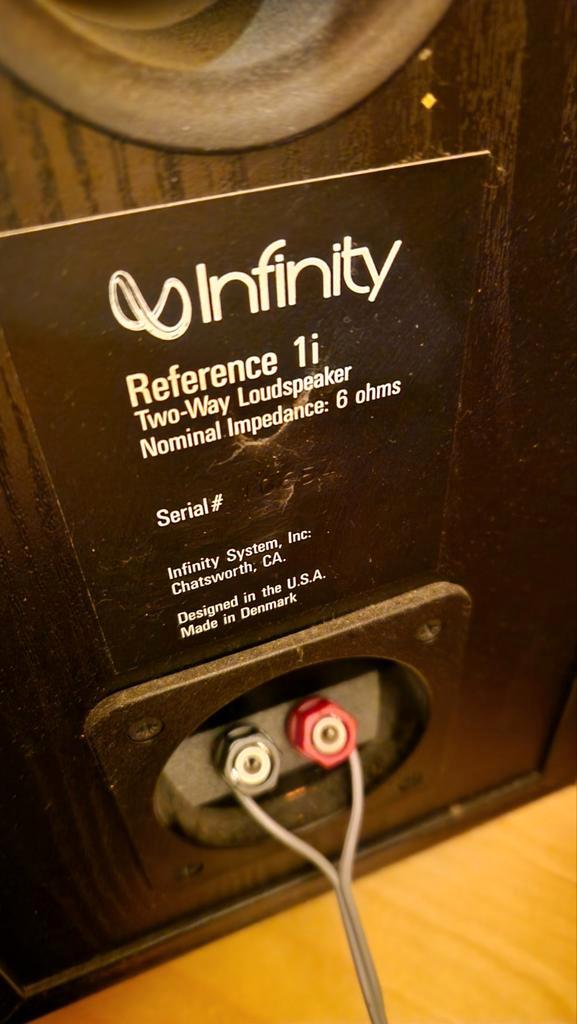 Infinity
Reference 1i
Two-Way Loudspeaker
Nominal Impedance: 6 ohms
Serial#
Infinity System, Inc:
Chatsworth, CA.
Designed in the U.S.A.
Made in Denmark